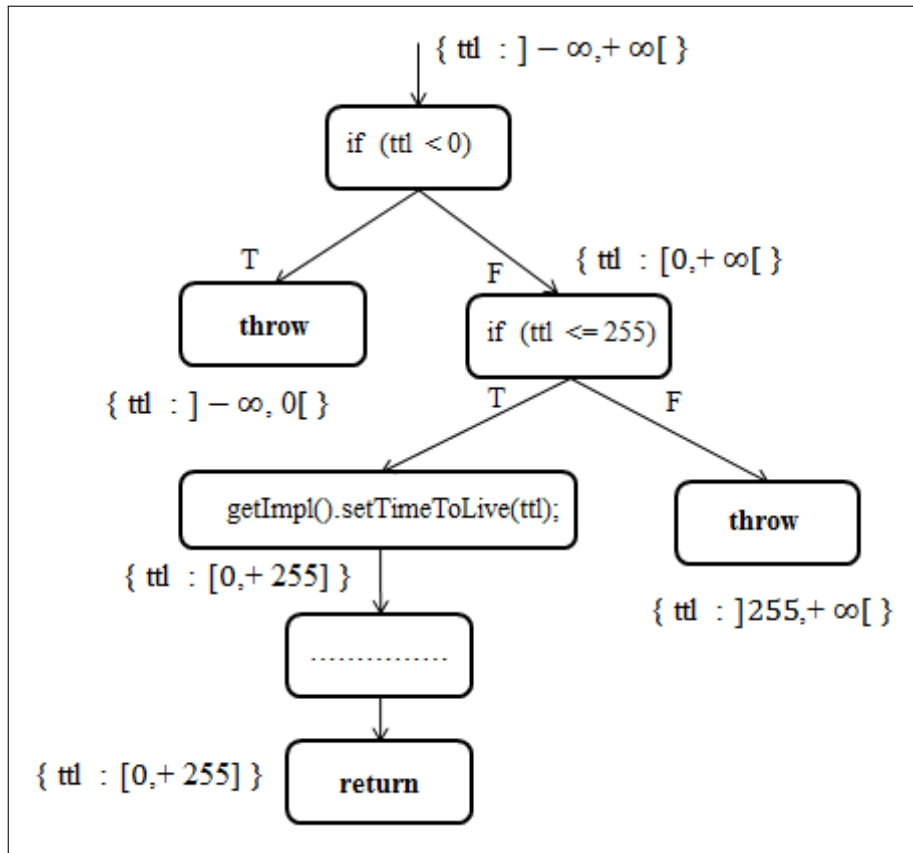 { ttl : ] − ∞,+ ∞[ }
if (ttl < 0)
T
F
{ ttl : [0,+ ∞[ }
throw
if (ttl <= 255)
{ ttl : ] − ∞, 0[ }
T
F
getImpl().setTimeToLive(ttl);
throw
{ ttl : [0,+ 255] }
{ ttl : ]255,+ ∞[ }
...............
{ ttl : [0,+ 255] }
return